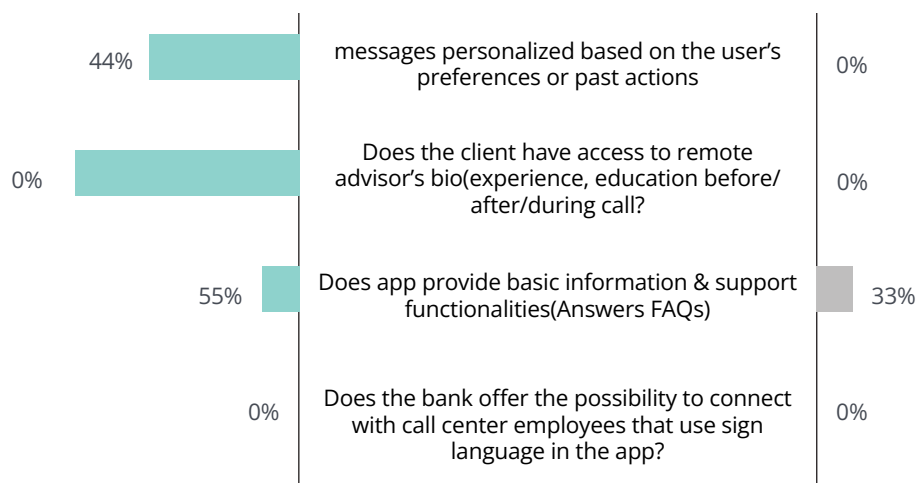 messages personalized based on the user's
preferences or past actions
44%
0%
Does the client have access to remote
advisor's bio(experience, education before/
after/during call?
0%
0%
Does app provide basic information & support
functionalities(Answers FAQs)
55%
33%
Does the bank offer the possibility to connect
with call center employees that use sign
language in the app?
0%
0%